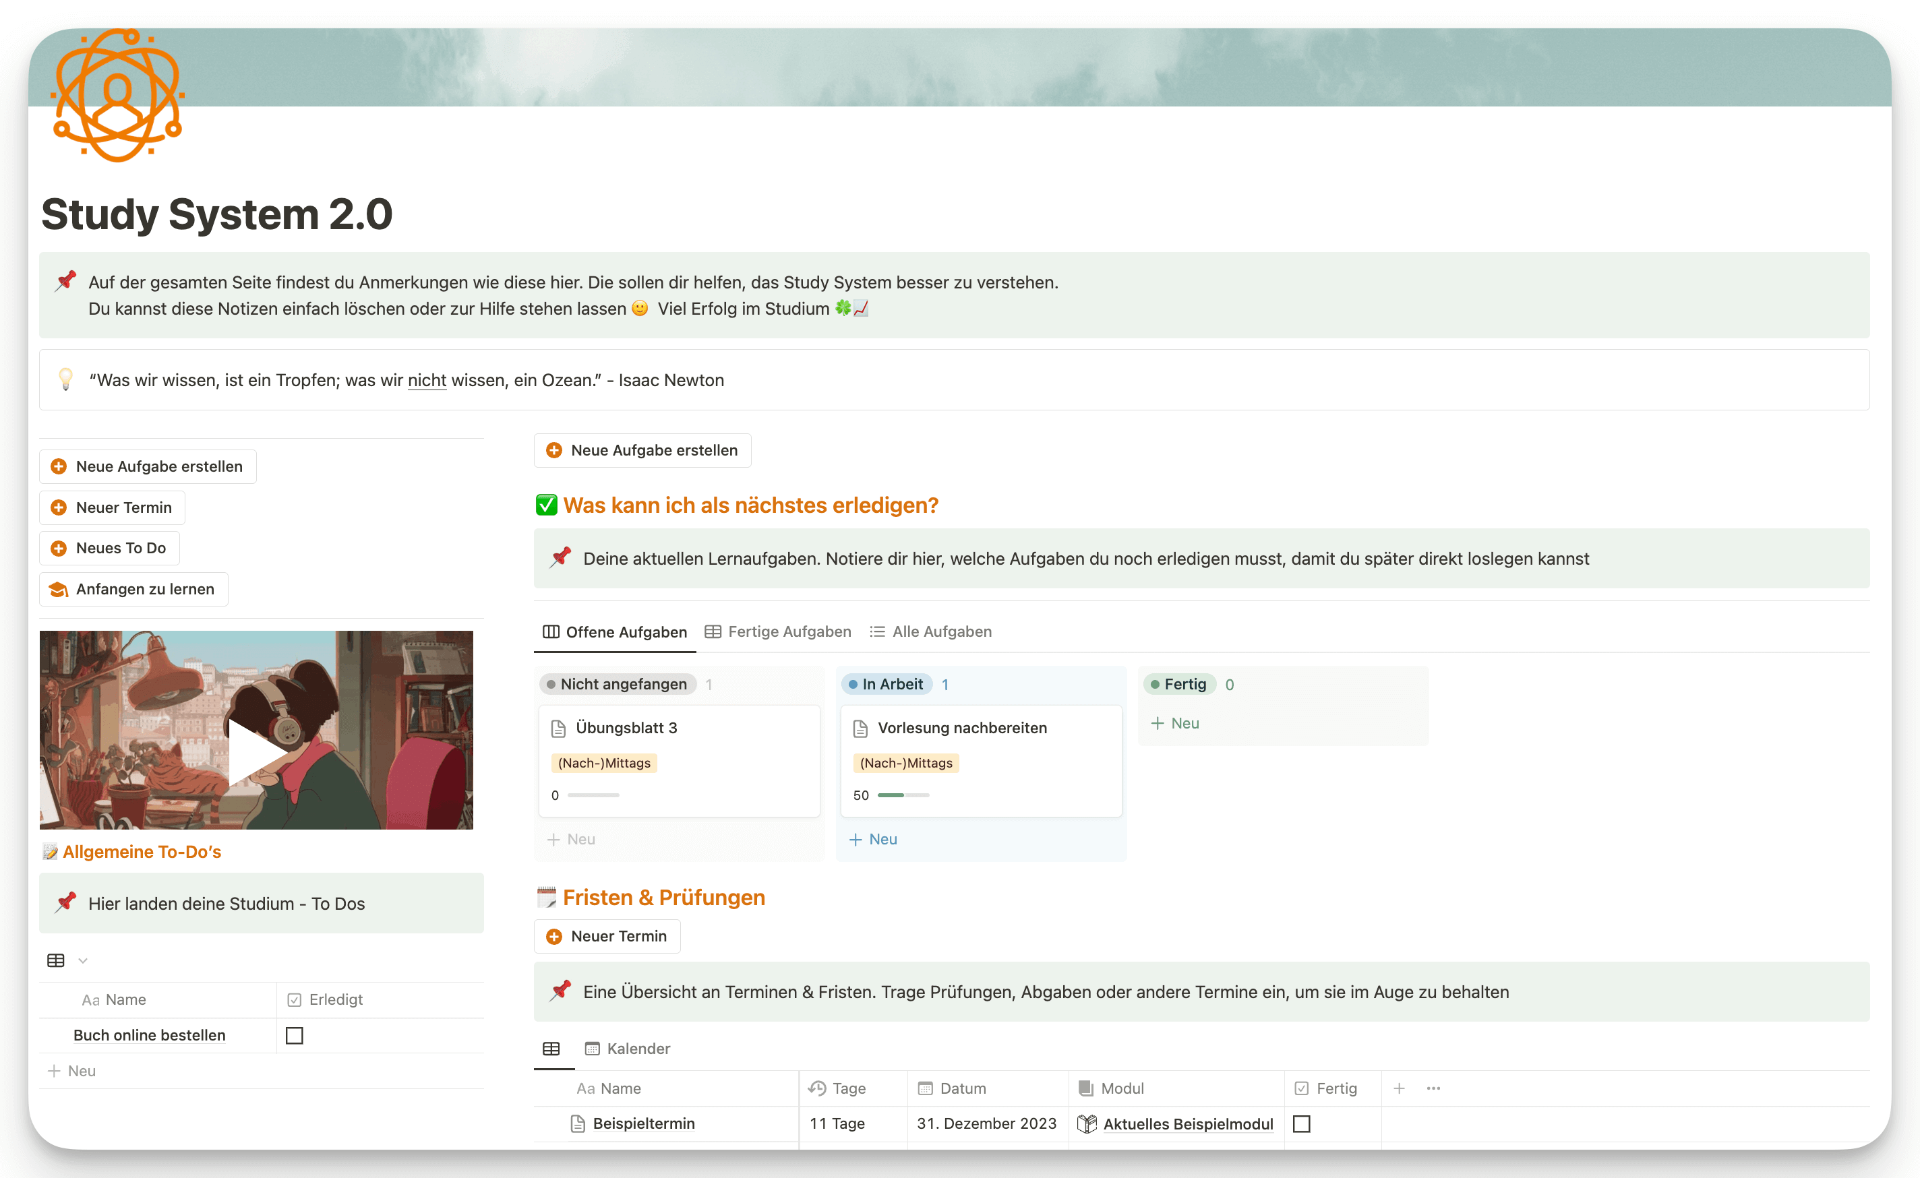 Study System 2.0
Auf der gesamten Seite findest du Anmerkungen wie diese hier. Die sollen dir helfen, das Study System besser zu verstehen.
Du kannst diese Notizen einfach löschen oder zur Hilfe stehen lassen 🙂 Viel Erfolg im Studium 🍀📈
“Was wir wissen, ist ein Tropfen; was wir nicht wissen, ein Ozean.” - Isaac Newton
Neue Aufgabe erstellen
Neuer Termin
Neues To Do
Anfangen zu lernen
Allgemeine To-Do’s
Hier landen deine Studium - To Dos
Aa Name Erledigt
Buch online bestellen
+ Neu
Neue Aufgabe erstellen
Was kann ich als nächstes erledigen?
Deine aktuellen Lernaufgaben. Notiere dir hier, welche Aufgaben du noch erledigen musst, damit du später direkt loslegen kannst
Offene Aufgaben Fertige Aufgaben Alle Aufgaben
Nicht angefangen 1
Übungsblatt 3
(Nach-)Mittags
0
+ Neu
In Arbeit 1
Vorlesung nachbereiten
(Nach-)Mittags
50
+ Neu
Fertig 0
+ Neu
Fristen & Prüfungen
Neuer Termin
Eine Übersicht an Terminen & Fristen. Trage Prüfungen, Abgaben oder andere Termine ein, um sie im Auge zu behalten
Kalender
Aa Name Tage Datum Modul Fertig + ...
Beispieltermin 11 Tage 31. Dezember 2023 Aktuelles Beispielmodul